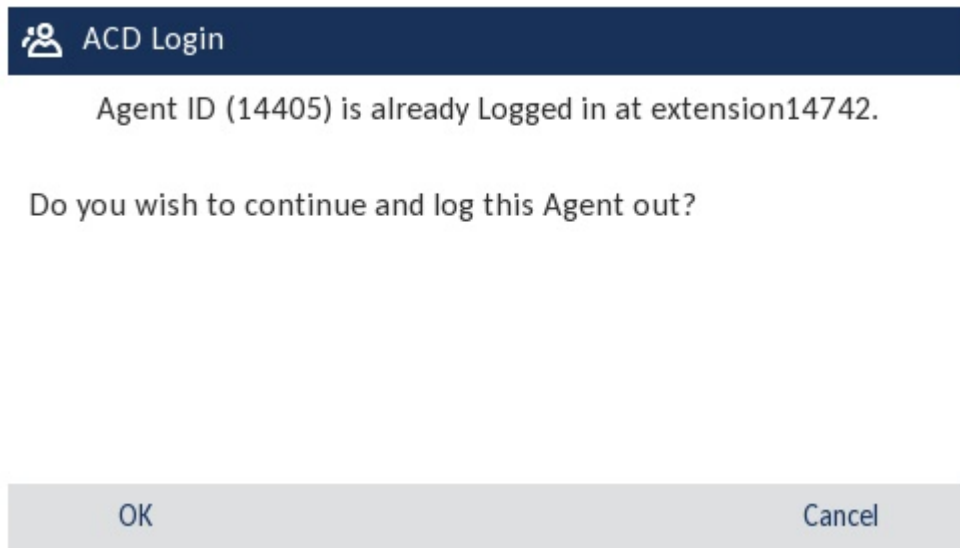 ACD Login
Agent ID (14405) is already Logged in at extension14742.
Do you wish to continue and log this Agent out?
OK
Cancel